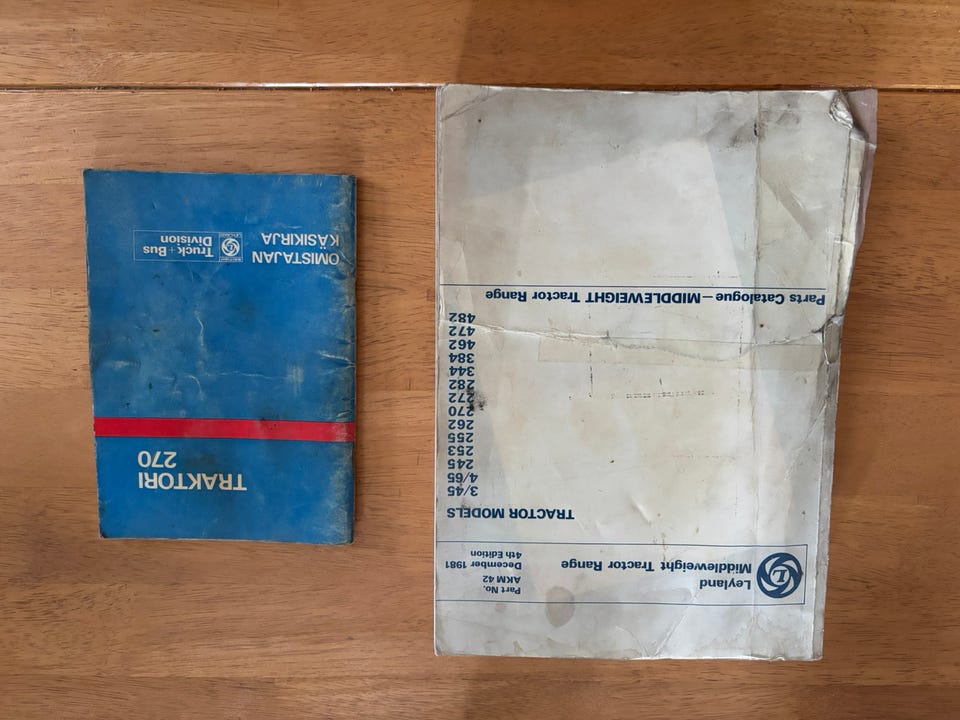 TRAKTORI
270
OMISTAJAN
KÄSIKIRJA
LEYLAND
Truck + Bus
Division
Leyland
Middleweight Tractor Range
Part No.
AKM 42
December 1981
4th Edition
TRACTOR MODELS
3/45
4/65
245
253
255
262
270
272
282
344
384
462
472
482
Parts Catalogue — MIDDLEWEIGHT Tractor Range